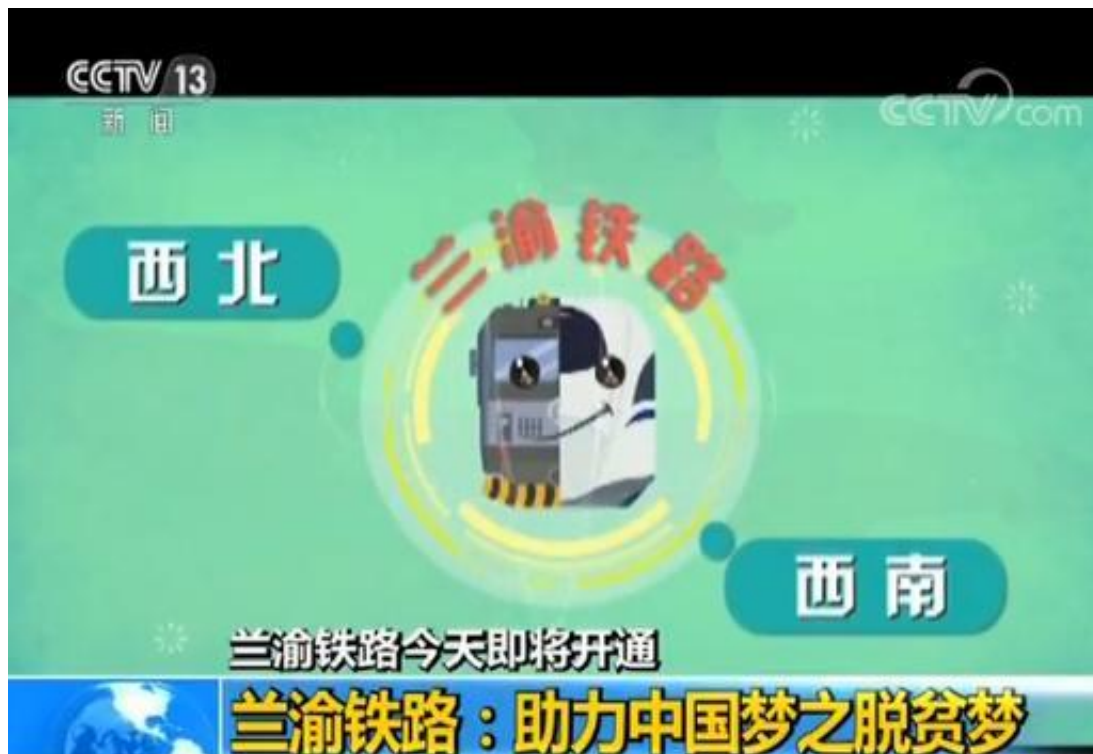 CCTV 13
新闻
CCTV.com
兰渝铁路
西北
西南
兰渝铁路今天即将开通
兰渝铁路：助力中国梦之脱贫梦